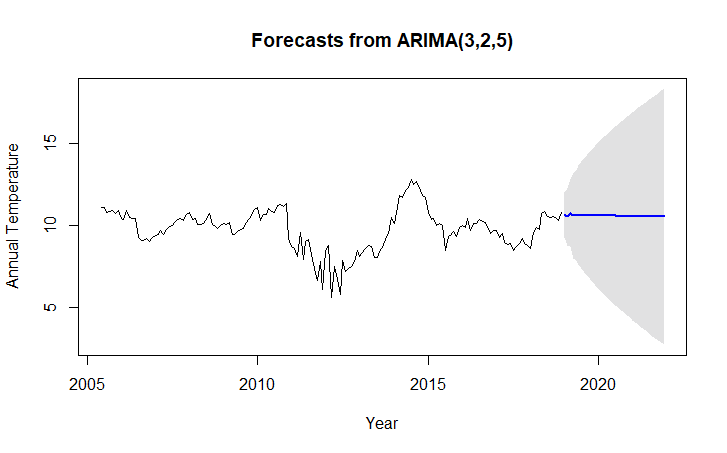 Forecasts from ARIMA(3,2,5)
Annual Temperature
15
10
5
2005 2010 2015 2020
Year